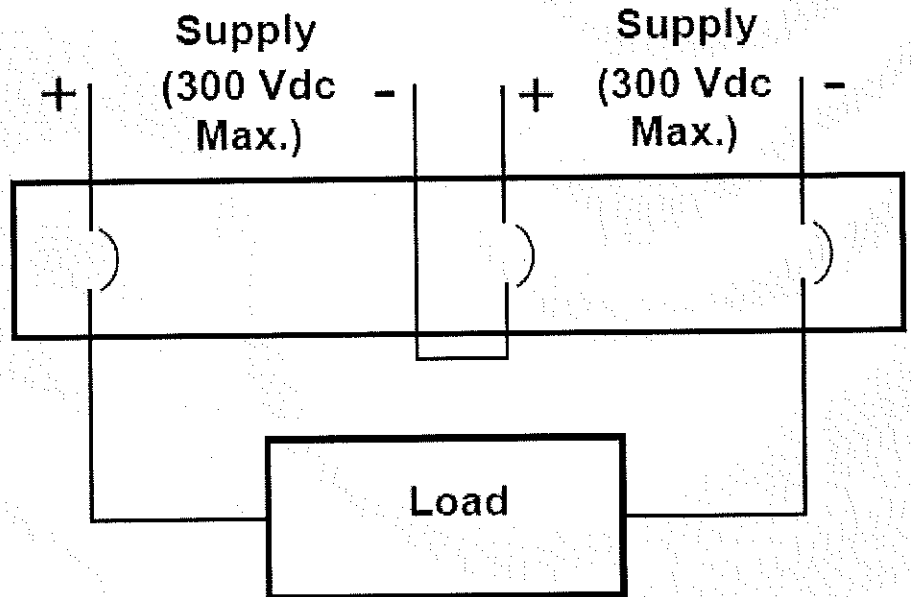 Supply
(300 Vdc
Max.)
+
-
Supply
(300 Vdc
Max.)
+
-
Load